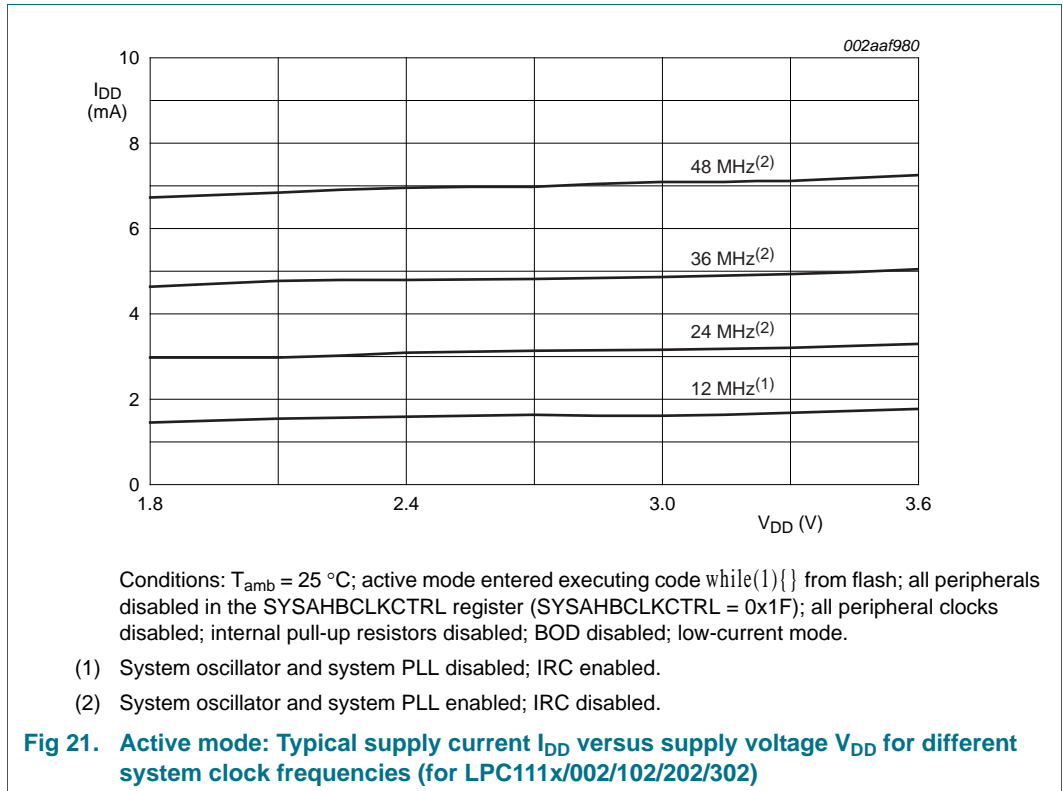 002aaf980
10
I_DD
(mA)
8
48 MHz(2)
6
36 MHz(2)
4
24 MHz(2)
12 MHz(1)
2
0
1.8 2.4 3.0 3.6
V_DD (V)
Conditions: T_amb = 25 °C; active mode entered executing code while(1){} from flash; all peripherals
disabled in the SYSAHBCLKCTRL register (SYSAHBCLKCTRL = 0x1F); all peripheral clocks
disabled; internal pull-up resistors disabled; BOD disabled; low-current mode.
(1) System oscillator and system PLL disabled; IRC enabled.
(2) System oscillator and system PLL enabled; IRC disabled.
Fig 21. Active mode: Typical supply current I_DD versus supply voltage V_DD for different
system clock frequencies (for LPC111x/002/102/202/302)